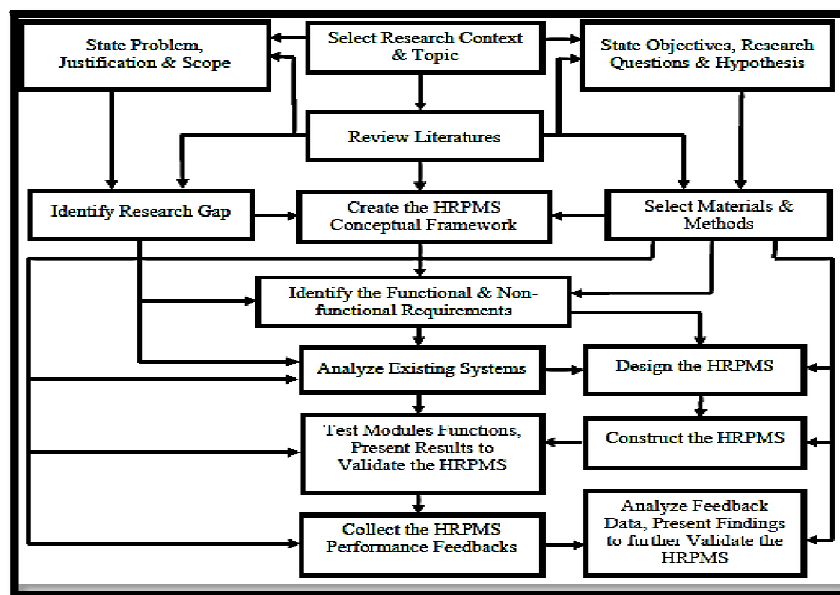 State Problem,
Justification & Scope
Select Research Context
& Topic
State Objectives, Research
Questions & Hypothesis
Review Literatures
Identify Research Gap
Create the HRPMS
Conceptual Framework
Select Materials &
Methods
Identify the Functional & Non-
functional Requirements
Analyze Existing Systems
Design the HRPMS
Test Modules Functions,
Present Results to
Validate the HRPMS
Construct the HRPMS
Collect the HRPMS
Performance Feedbacks
Analyze Feedback
Data, Present Findings
to further Validate the
HRPMS